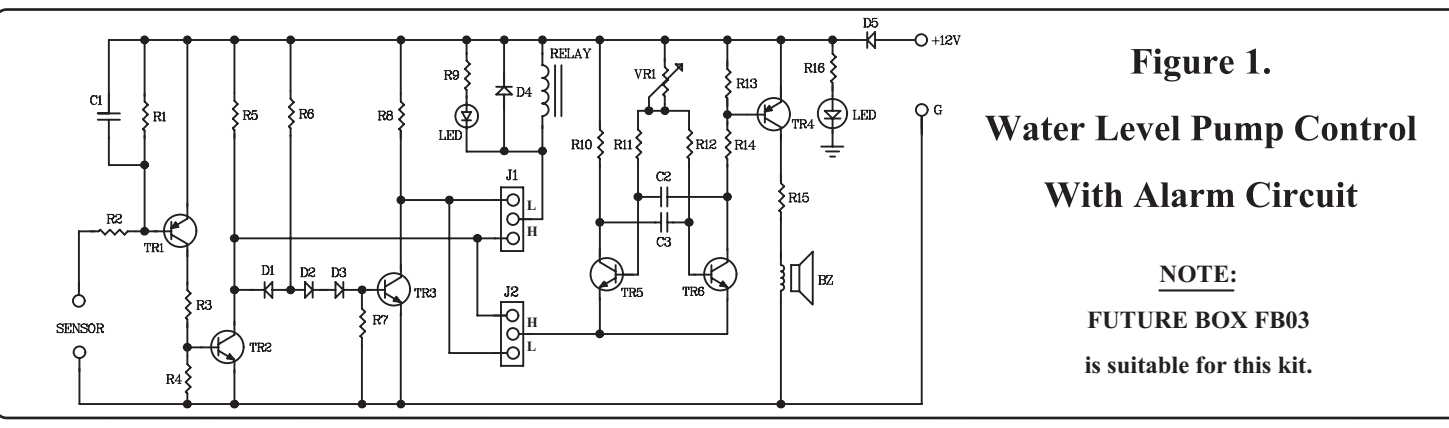 D5
+12V
RELAY
R9
VR1
R13
R16
C1
R1
R5
R6
R8
D4
LED
TR4
LED
G
R10
R11
R12
R14
J1
C2
L
R15
R2
H
C3
TR1
D1
D2
D3
TR3
TR5
TR6
BZ
J2
R3
R7
H
SENSOR
TR2
L
R4
Figure 1.
Water Level Pump Control
With Alarm Circuit
NOTE:
FUTURE BOX FB03
is suitable for this kit.